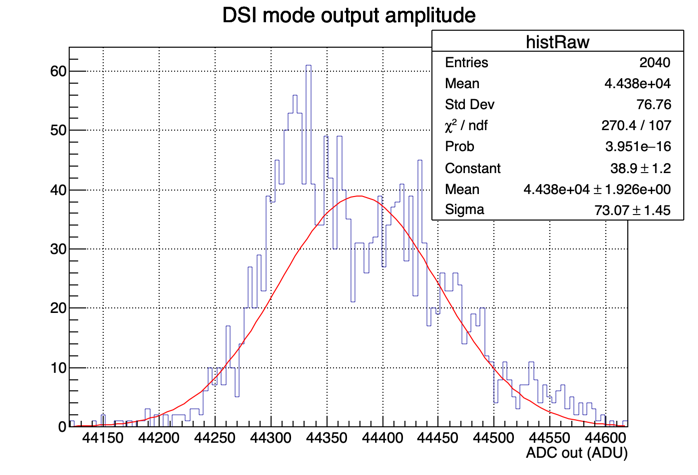 DSI mode output amplitude
histRaw
Entries 2040
Mean 4.438e+04
Std Dev 76.76
χ² / ndf 270.4 / 107
Prob 3.951e−16
Constant 38.9 ± 1.2
Mean 4.438e+04 ± 1.926e+00
Sigma 73.07 ± 1.45
60
50
40
30
20
10
0
44150 44200 44250 44300 44350 44400 44450 44500 44550 44600
ADC out (ADU)